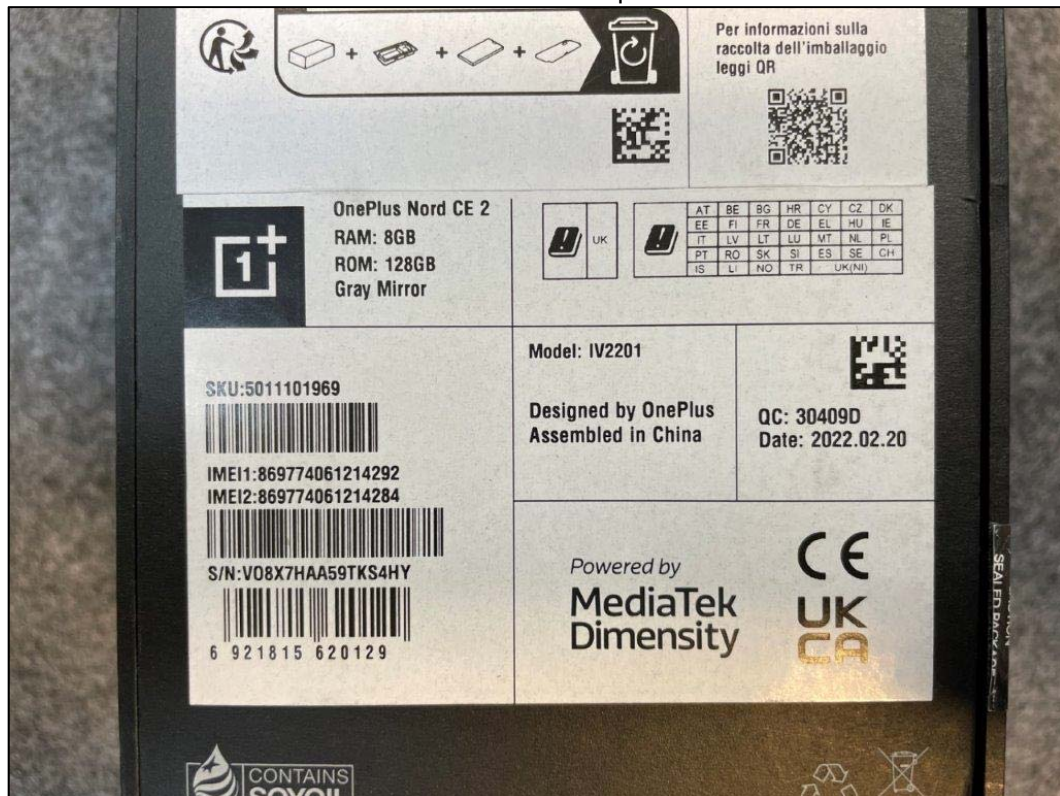 Per informazioni sulla
raccolta dell'imballaggio
leggi QR
OnePlus Nord CE 2
RAM: 8GB
ROM: 128GB
Gray Mirror
UK
AT BE BG HR CY CZ DK
EE FI FR DE EL HU IE
IT LV LT LU MT NL PL
PT RO SK SI ES SE CH
IS LI NO TR UK(NI)
Model: IV2201
Designed by OnePlus
Assembled in China
QC: 30409D
Date: 2022.02.20
SKU:5011101969
IMEI1:869774061214292
IMEI2:869774061214284
S/N:VO8X7HAA59TKS4HY
6 921815 620129
Powered by
MediaTek
Dimensity
CE
UK
CA
SEALED PACKAGE
CONTAINS
SOYOIL